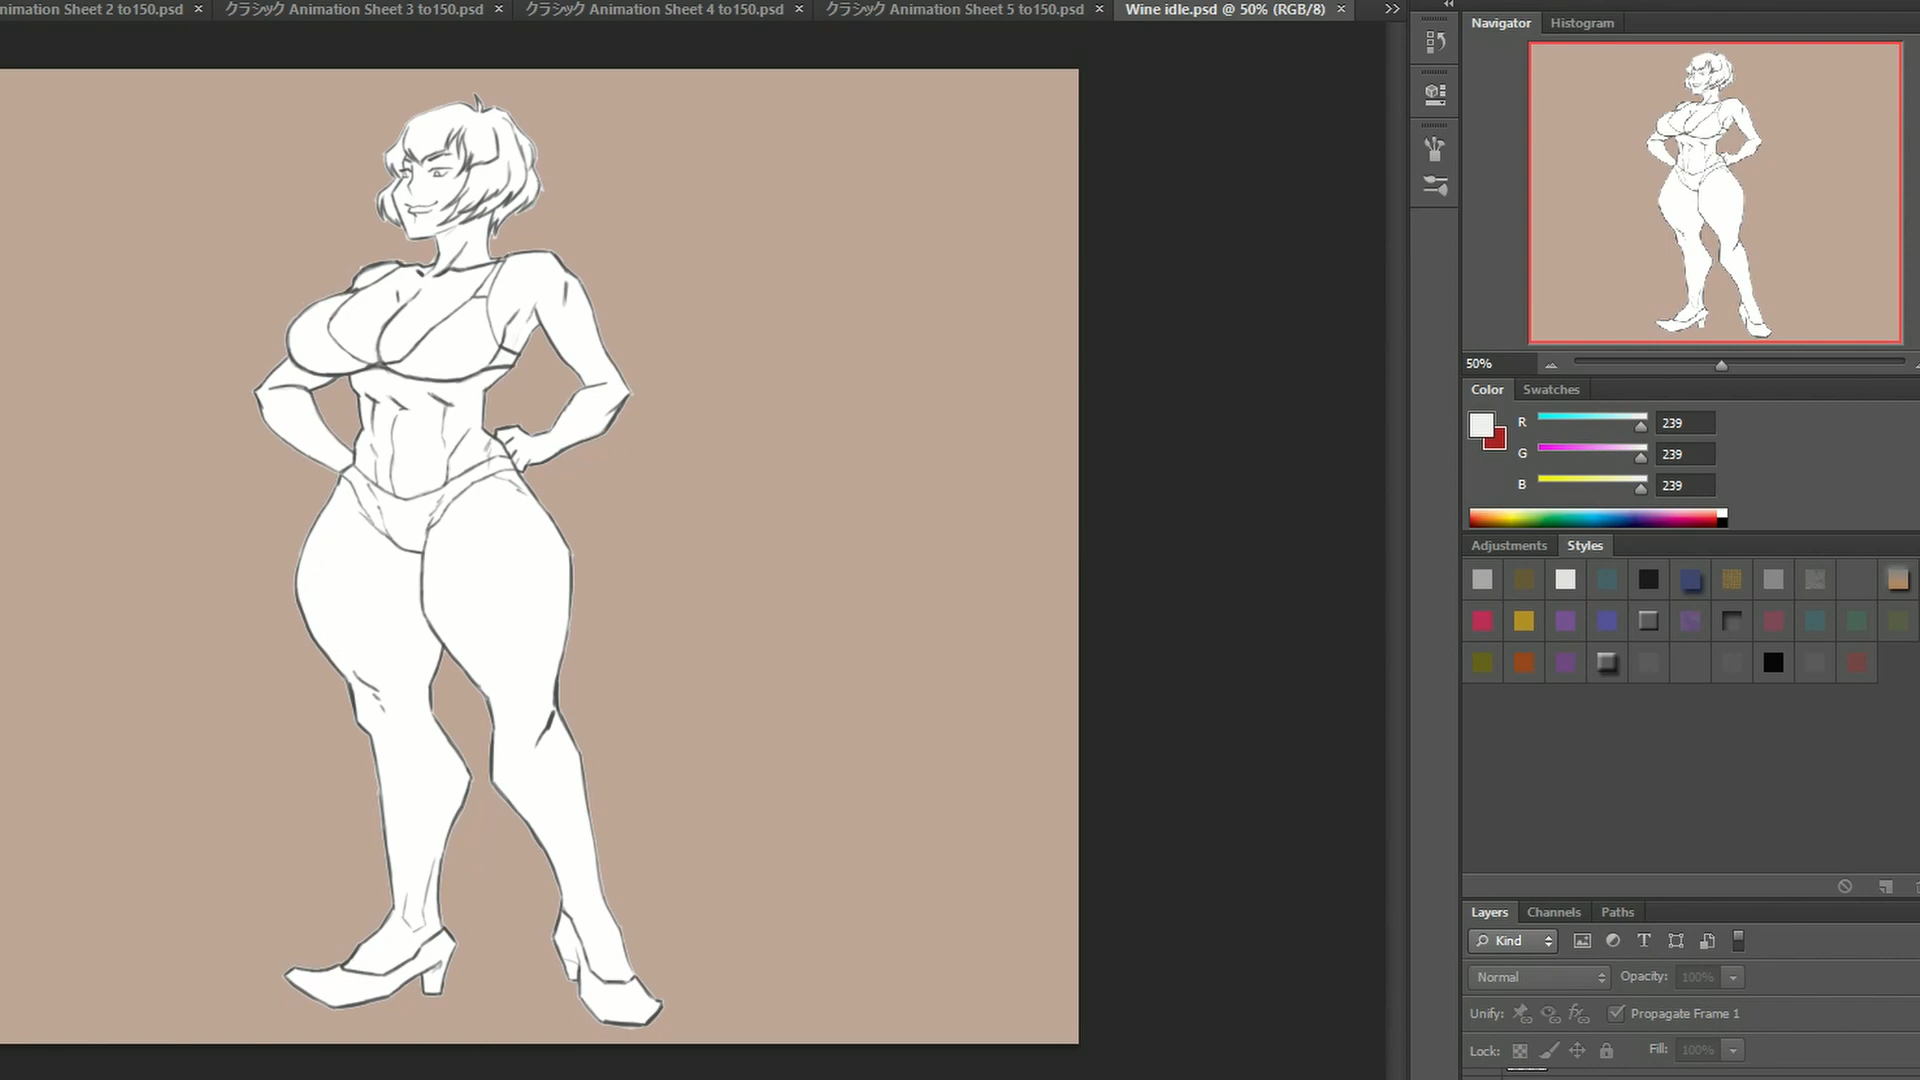 nimation Sheet 2 to150.psd × クラシック Animation Sheet 3 to150.psd × クラシック Animation Sheet 4 to150.psd × クラシック Animation Sheet 5 to150.psd × Wine idle.psd @ 50% (RGB/8) ×
Navigator Histogram
50%
Color Swatches
R 239
G 239
B 239
Adjustments Styles
Layers Channels Paths
Kind
Normal Opacity: 100%
Unify: Propagate Frame 1
Lock: Fill: 100%